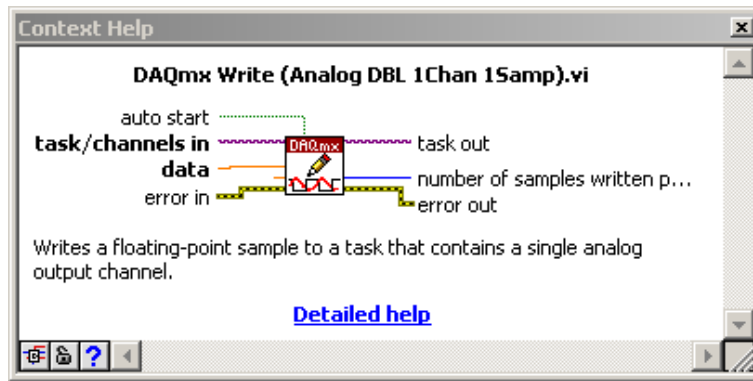 Context Help
DAQmx Write (Analog DBL 1Chan 1Samp).vi
auto start
task/channels in DAQmx task out
data
number of samples written p...
error in
error out
Writes a floating-point sample to a task that contains a single analog
output channel.
Detailed help
?